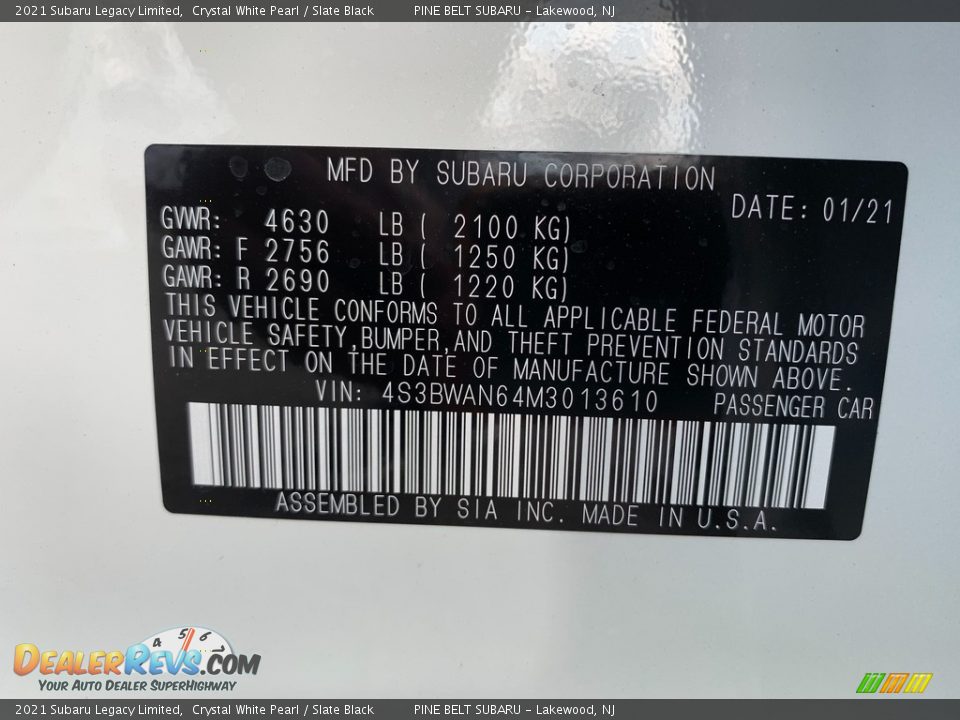 2021 Subaru Legacy Limited, Crystal White Pearl / Slate Black PINE BELT SUBARU - Lakewood, NJ
MFD BY SUBARU CORPORATION
DATE: 01/21
GVWR: 4630 LB ( 2100 KG)
GAWR: F 2756 LB ( 1250 KG)
GAWR: R 2690 LB ( 1220 KG)
THIS VEHICLE CONFORMS TO ALL APPLICABLE FEDERAL MOTOR
VEHICLE SAFETY,BUMPER,AND THEFT PREVENTION STANDARDS
IN EFFECT ON THE DATE OF MANUFACTURE SHOWN ABOVE.
VIN: 4S3BWAN64M3013610 PASSENGER CAR
ASSEMBLED BY SIA INC. MADE IN U.S.A.
4 5 6 7
DEALERREVS.COM
YOUR AUTO DEALER SUPERHIGHWAY
2021 Subaru Legacy Limited, Crystal White Pearl / Slate Black PINE BELT SUBARU - Lakewood, NJ